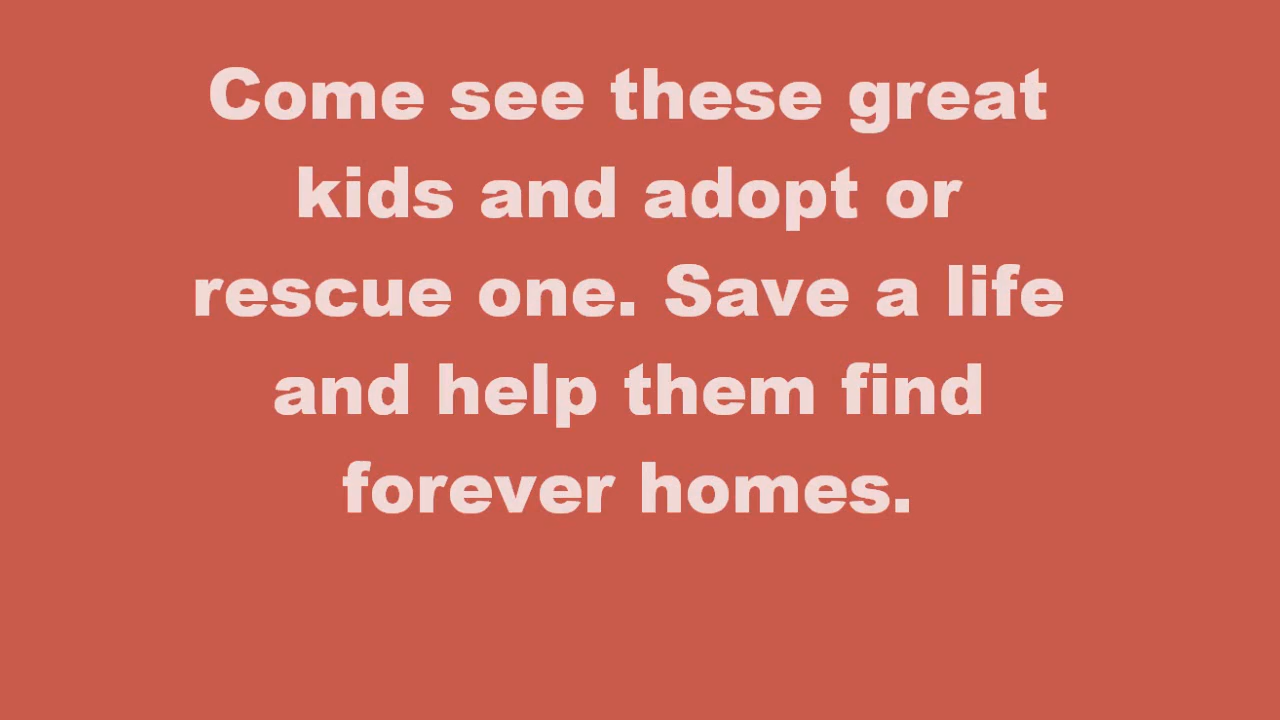 Come see these great
kids and adopt or
rescue one. Save a life
and help them find
forever homes.